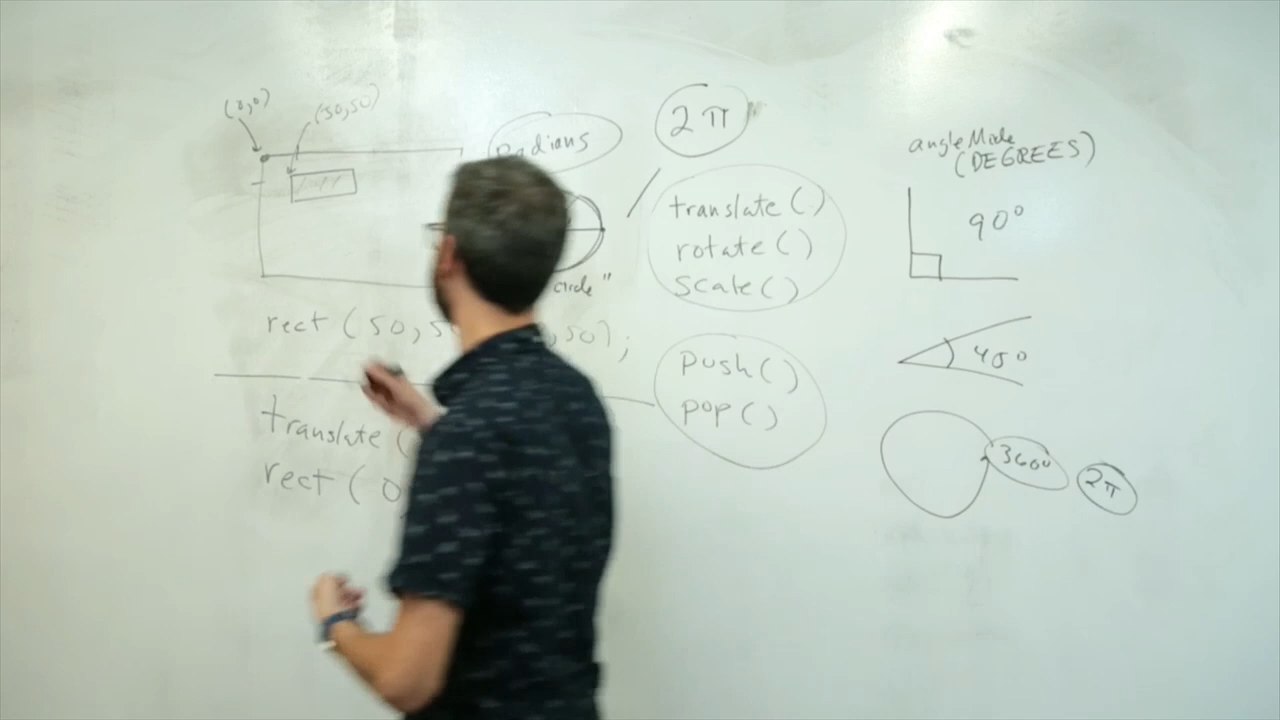 (0,0)
(50,50)
Radians
2π
translate()
rotate()
scale()
angleMode
(DEGREES)
90°
circle"
rect (50,5
,50);
push()
pop()
45°
translate (
rect ( 0
360°
2π